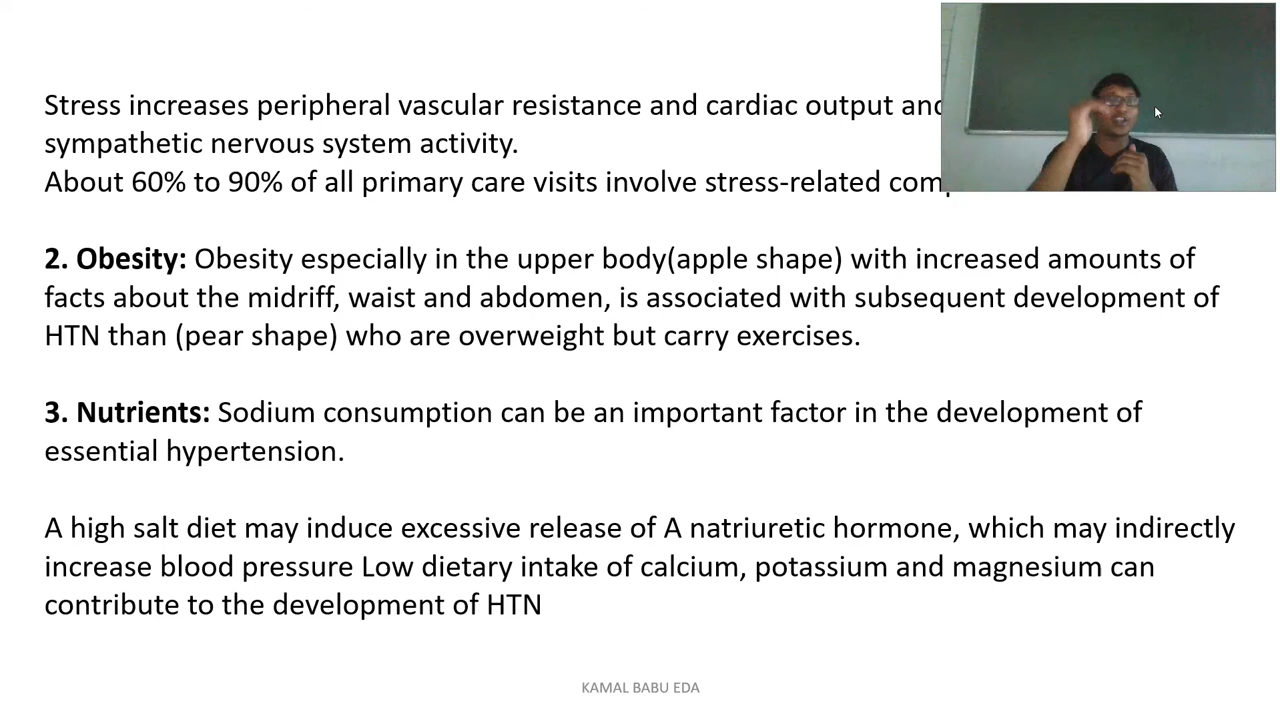 Stress increases peripheral vascular resistance and cardiac output and
sympathetic nervous system activity.
About 60% to 90% of all primary care visits involve stress-related
2. Obesity: Obesity especially in the upper body(apple shape) with increased amounts of
facts about the midriff, waist and abdomen, is associated with subsequent development of
HTN than (pear shape) who are overweight but carry exercises.
3. Nutrients: Sodium consumption can be an important factor in the development of
essential hypertension.
A high salt diet may induce excessive release of A natriuretic hormone, which may indirectly
increase blood pressure Low dietary intake of calcium, potassium and magnesium can
contribute to the development of HTN
KAMAL BABU EDA